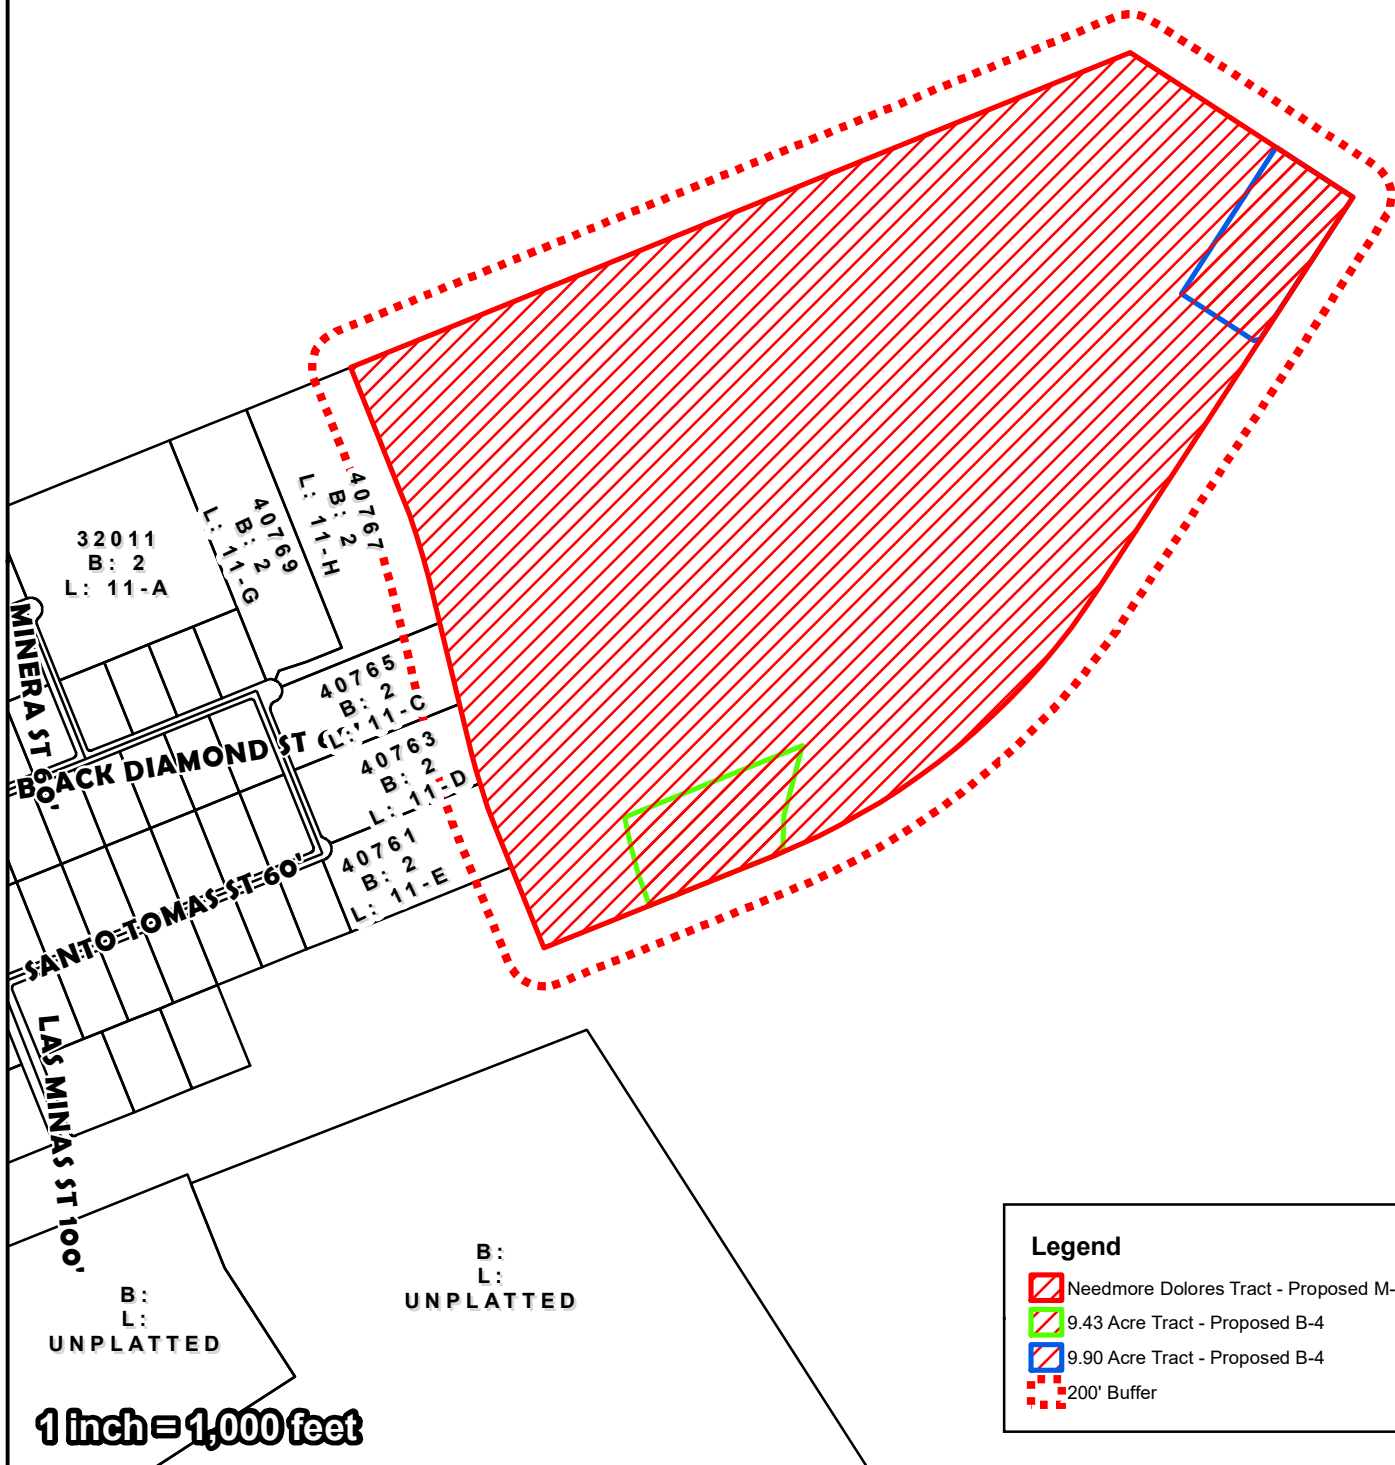 32011
B: 2
L: 11-A
40769
B: 2
L: 11-G
40767
B: 2
L: 11-H
40765
B: 2
L: 11-C
40763
B: 2
L: 11-D
40761
B: 2
L: 11-E
MINERA ST 60'
BLACK DIAMOND ST
SANTO TOMAS ST 60'
LAS MINAS ST 100'
B:
L:
UNPLATTED
B:
L:
UNPLATTED
1 inch = 1,000 feet
Legend
Needmore Dolores Tract - Proposed M-
9.43 Acre Tract - Proposed B-4
9.90 Acre Tract - Proposed B-4
200' Buffer